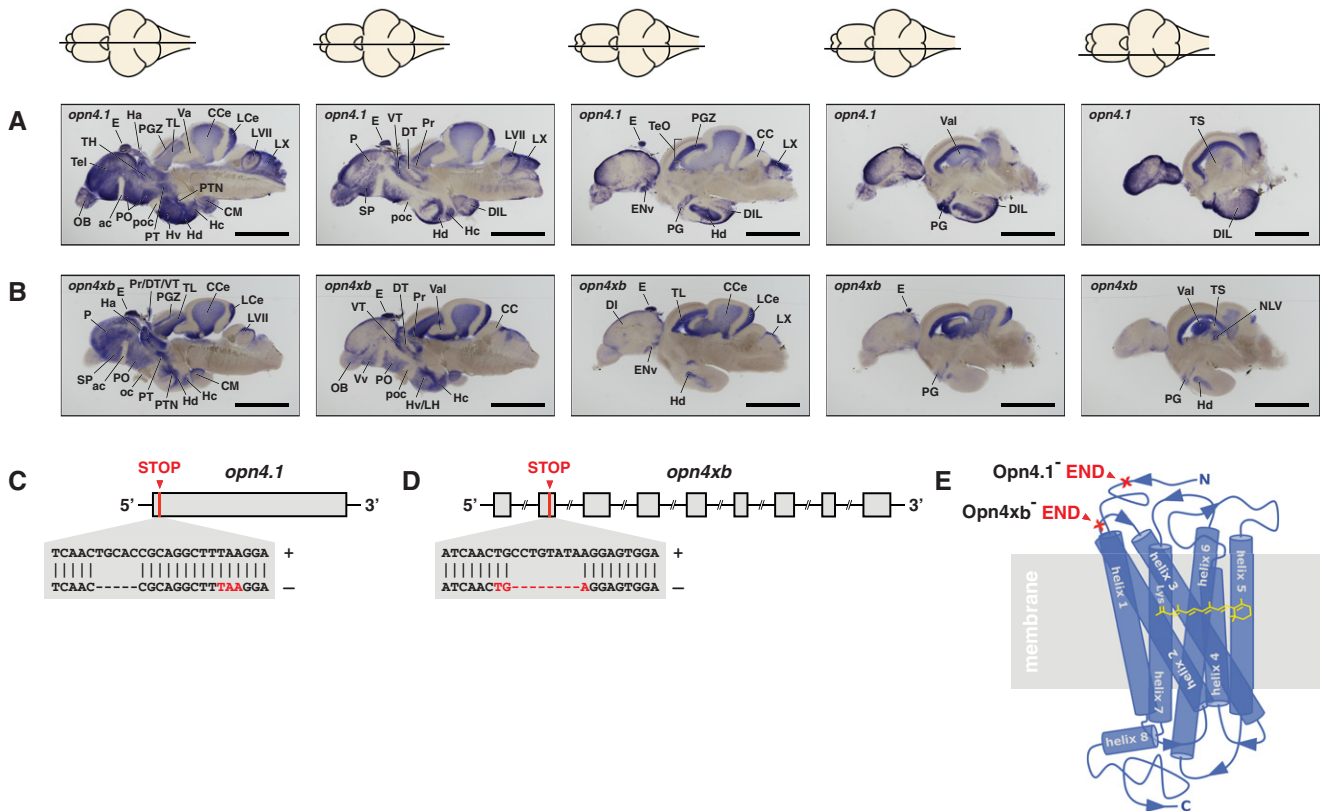 A
opn4.1
E Ha PGZ TL Va CCe LCe LVII LX
TH
Tel
OB ac PO poc PT Hv Hd Hc CM PTN
opn4.1
P E VT DT Pr LVII LX
SP poc Hd Hc DIL
opn4.1
E TeO PGZ CC LX
ENv PG Hd DIL
opn4.1
Val
PG DIL
opn4.1
TS
DIL
B
opn4xb
Pr/DT/VT
E PGZ TL CCe LCe
Ha
P LVII
SP ac PO oc PT PTN Hd Hc CM
opn4xb
E DT Pr Val CC
VT
OB Vv PO poc Hv/LH Hc
opn4xb
E TL CCe LCe
DI LX
ENv Hd
opn4xb
E
PG
opn4xb
Val TS NLV
PG Hd
C
STOP
opn4.1
5’ 3’
TCAACTGCACCGCAGGCTTTAAGGA +
TCAAC-----CGCAGGCTTTAAGGA –
D
STOP
opn4xb
5’ 3’
ATCAACTGCCTGTATAAGGAGTGGA +
ATCAACTG--------AGGAGTGGA –
E
Opn4.1- END
Opn4xb- END
N
membrane
helix 1
helix 3
Lys
helix 6
helix 5
helix 2
helix 4
helix 7
helix 8
C